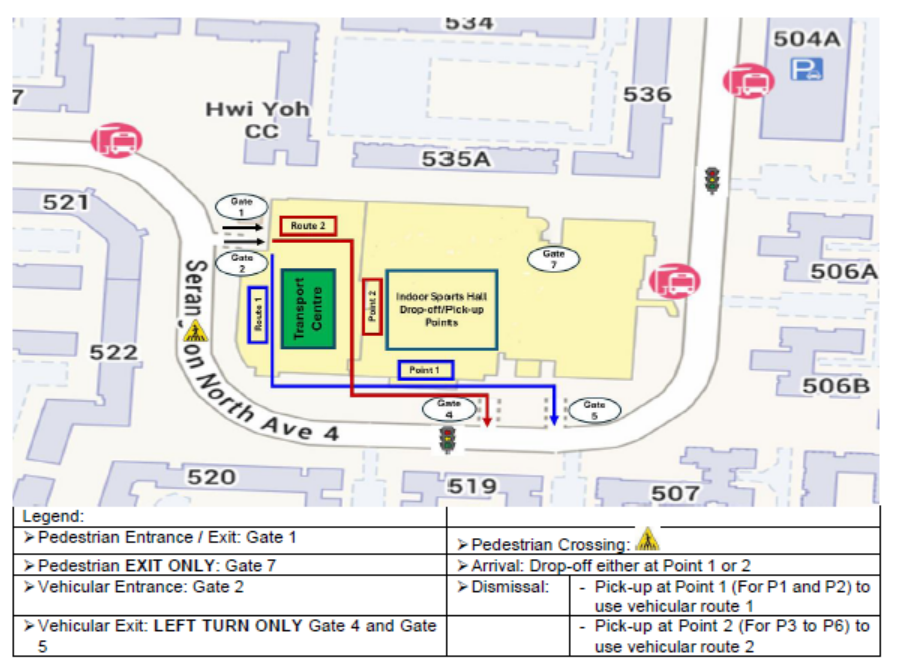 534
504A
P
7
Hwi Yoh
CC
536
535A
521
Gate
1
Route 2
Gate
2
Gate
7
506A
Route 1
Transport
Centre
Point 2
Indoor Sports Hall
Drop-off/Pick-up
Points
522
Point 1
506B
Gate
4
Gate
5
Seran on North Ave 4
520
519
507
Legend:
➢ Pedestrian Entrance / Exit: Gate 1
➢ Pedestrian Crossing:
➢ Pedestrian EXIT ONLY: Gate 7
➢ Arrival: Drop-off either at Point 1 or 2
➢ Vehicular Entrance: Gate 2
➢ Dismissal:
- Pick-up at Point 1 (For P1 and P2) to
use vehicular route 1
➢ Vehicular Exit: LEFT TURN ONLY Gate 4 and Gate
5
- Pick-up at Point 2 (For P3 to P6) to
use vehicular route 2